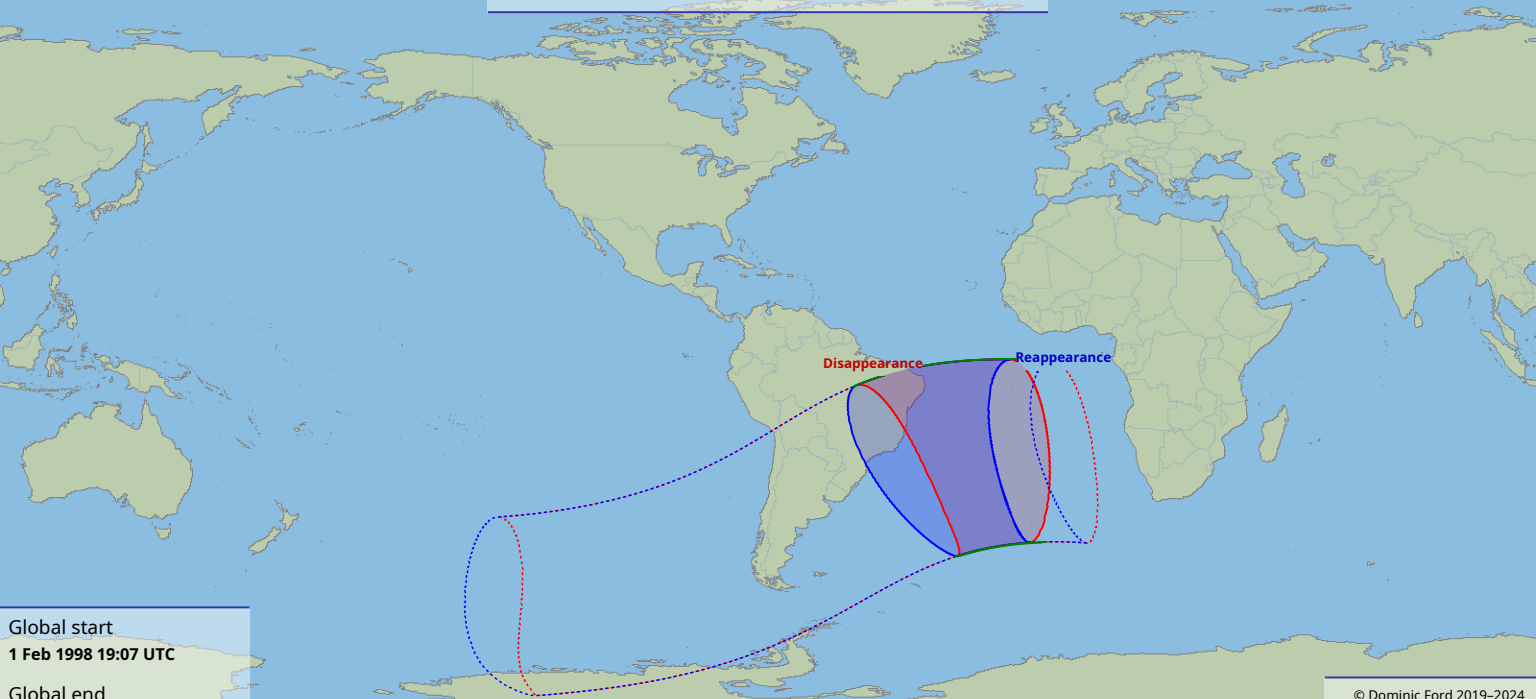 Disappearance
Reappearance
Global start
1 Feb 1998 19:07 UTC
Global end
© Dominic Ford 2019–2024